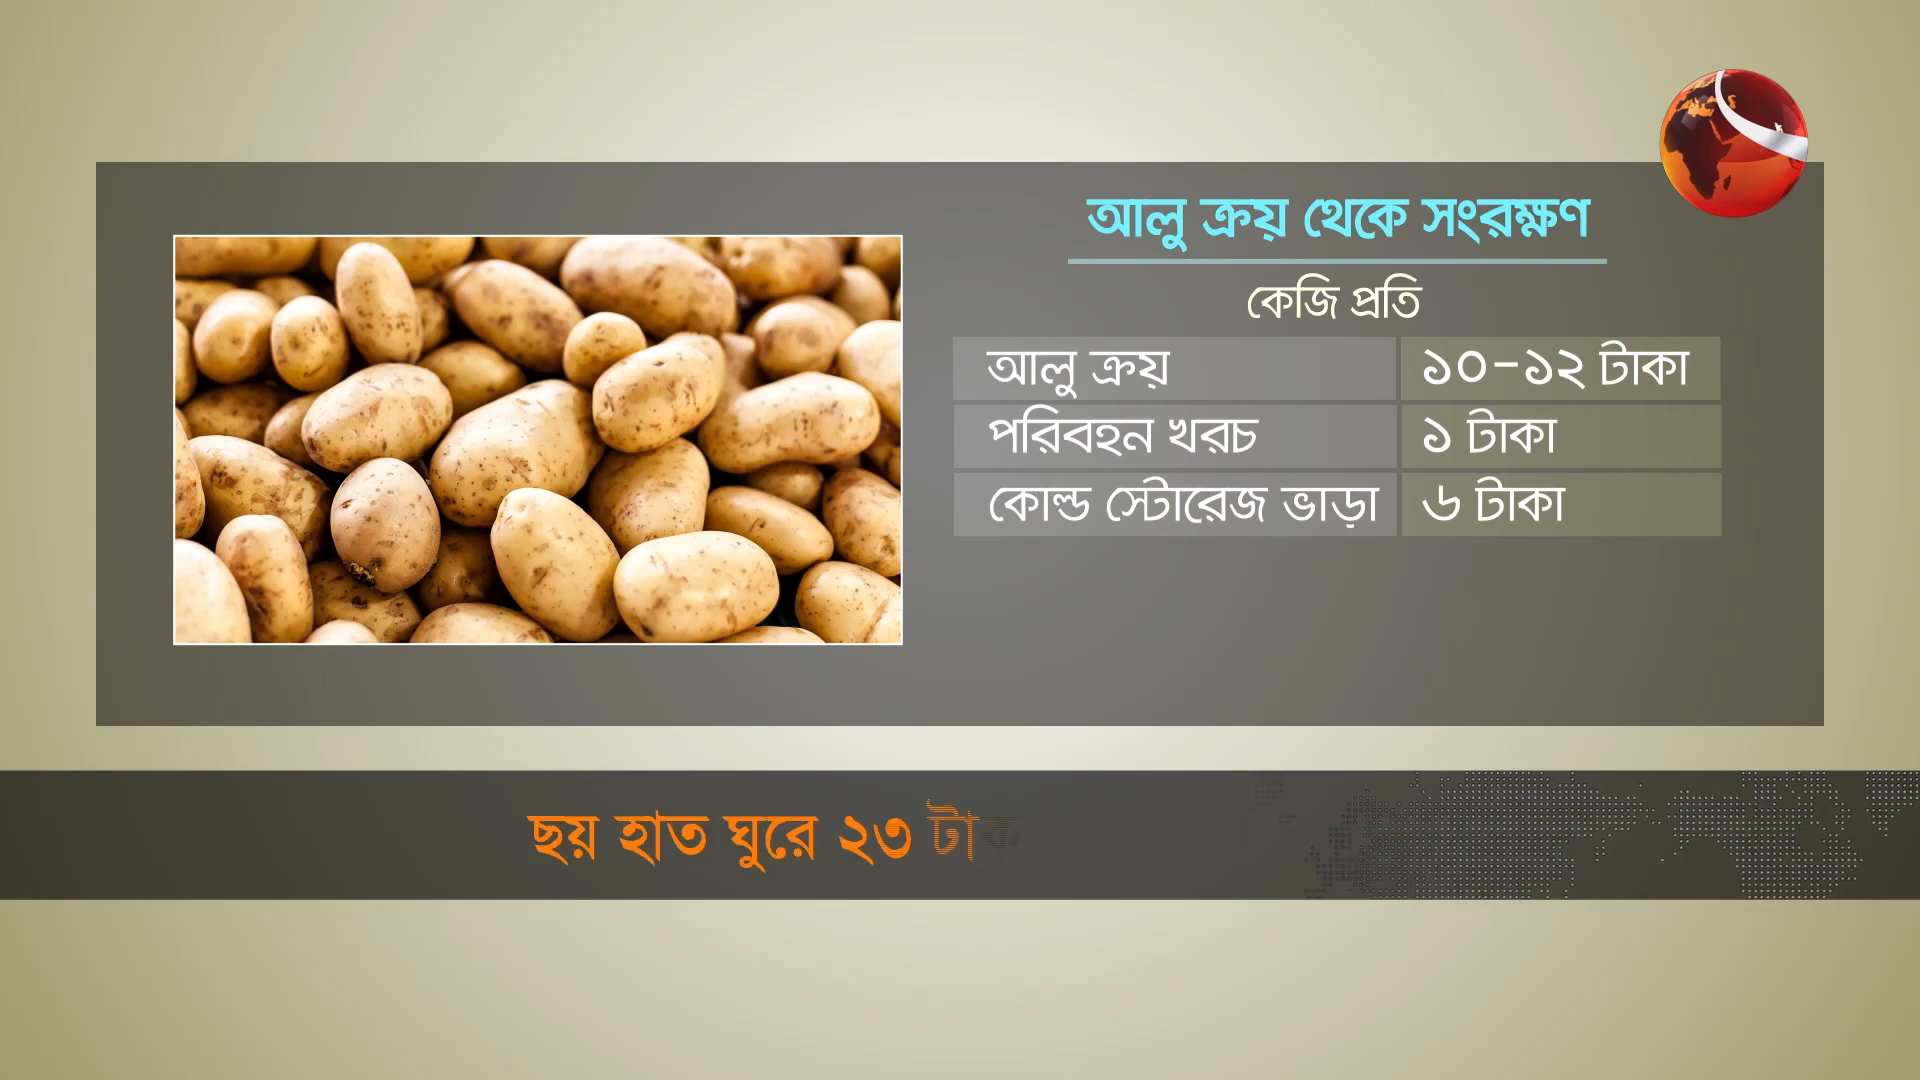 আলু ক্রয় থেকে সংরক্ষণ
কেজি প্রতি
আলু ক্রয় ১০-১২ টাকা
পরিবহন খরচ ১ টাকা
কোল্ড স্টোরেজ ভাড়া ৬ টাকা
ছয় হাত ঘুরে ২৩ টাক